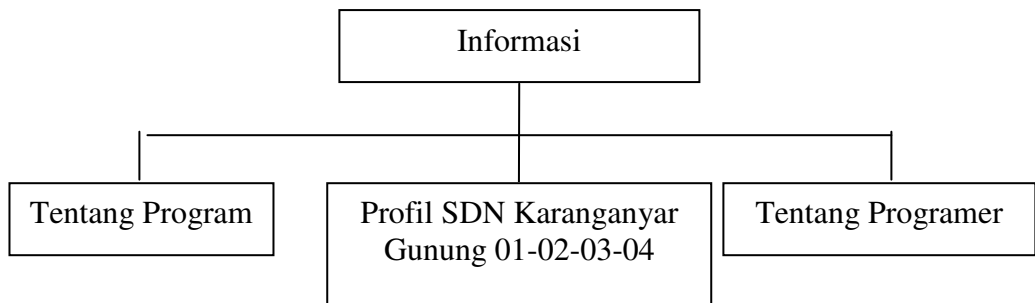 Informasi
Tentang Program
Profil SDN Karanganyar
Gunung 01-02-03-04
Tentang Programer